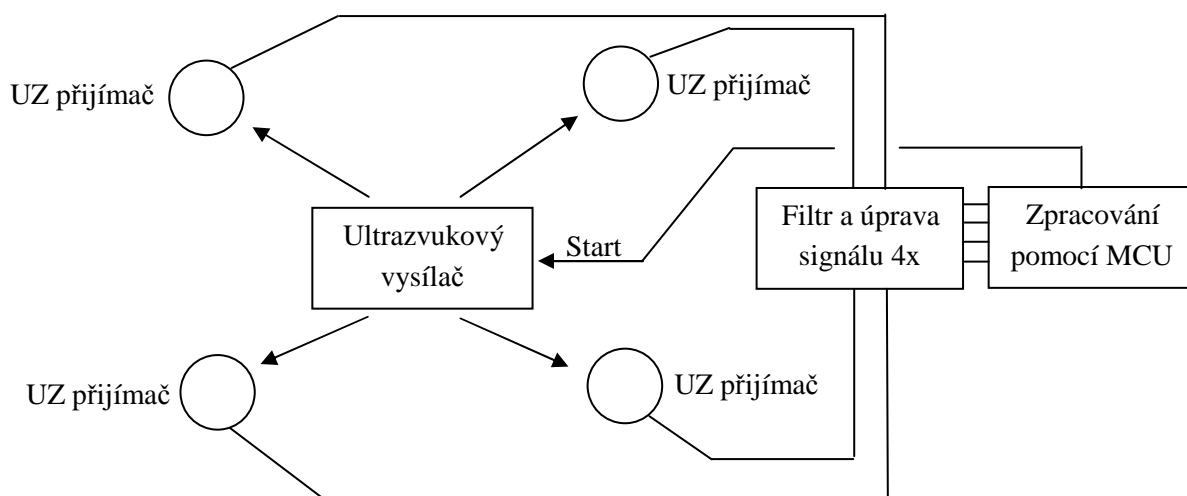 UZ přijímač
UZ přijímač
Ultrazvukový
vysílač
Start
Filtr a úprava
signálu 4x
Zpracování
pomocí MCU
UZ přijímač
UZ přijímač